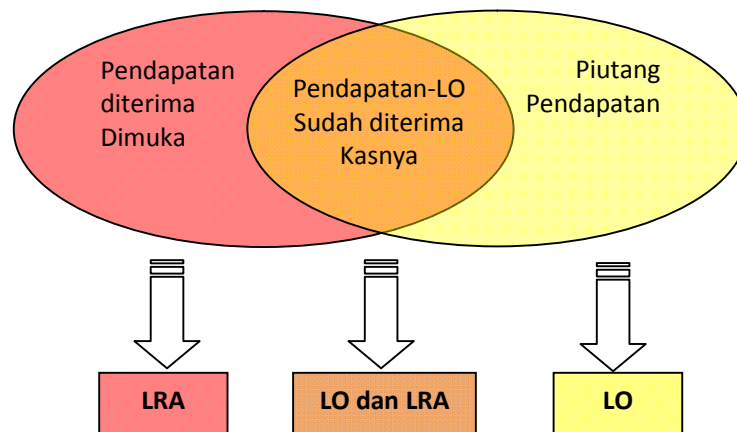 Pendapatan
diterima
Dimuka
Pendapatan-LO
Sudah diterima
Kasnya
Piutang
Pendapatan
LRA
LO dan LRA
LO